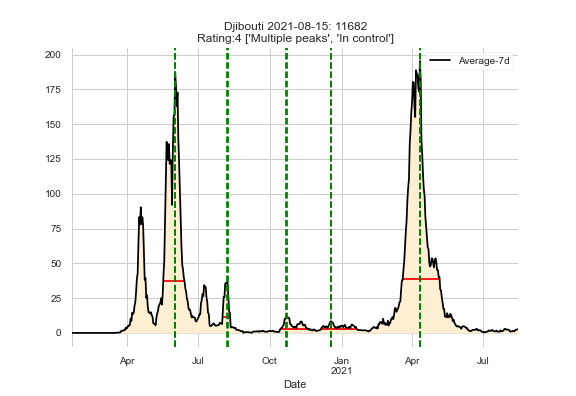 Djibouti 2021-08-15: 11682
Rating:4 ['Multiple peaks', 'In control']
Average-7d
200
175
150
125
100
75
50
25
0
Apr Jul Oct Jan Apr Jul
2021
Date